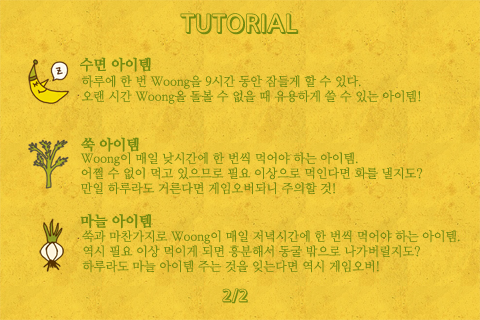 TUTORIAL
z
수면 아이템
하루에 한 번 Woong을 9시간 동안 잠들게 할 수 있다.
오랜 시간 Woong을 돌볼 수 없을 때 유용하게 쓸 수 있는 아이템!
쑥 아이템
Woong이 매일 낮시간에 한 번씩 먹어야 하는 아이템.
어쩔 수 없이 먹고 있으므로 필요 이상으로 먹인다면 화를 낼지도?
만일 하루라도 거른다면 게임오버되니 주의할 것!
마늘 아이템
쑥과 마찬가지로 Woong이 매일 저녁시간에 한 번씩 먹어야 하는 아이템.
역시 필요 이상 먹이게 되면 흥분해서 동굴 밖으로 나가버릴지도?
하루라도 마늘 아이템 주는 것을 잊는다면 역시 게임오버!
2/2